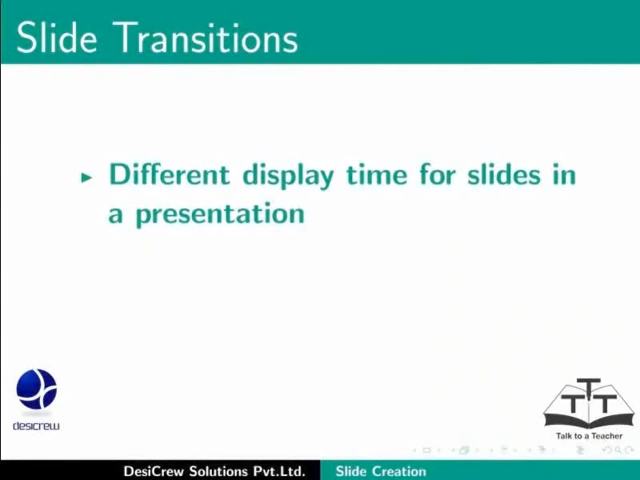 Slide Transitions
Different display time for slides in
a presentation
desicrew
T T T
Talk to a Teacher
DesiCrew Solutions Pvt.Ltd.
Slide Creation